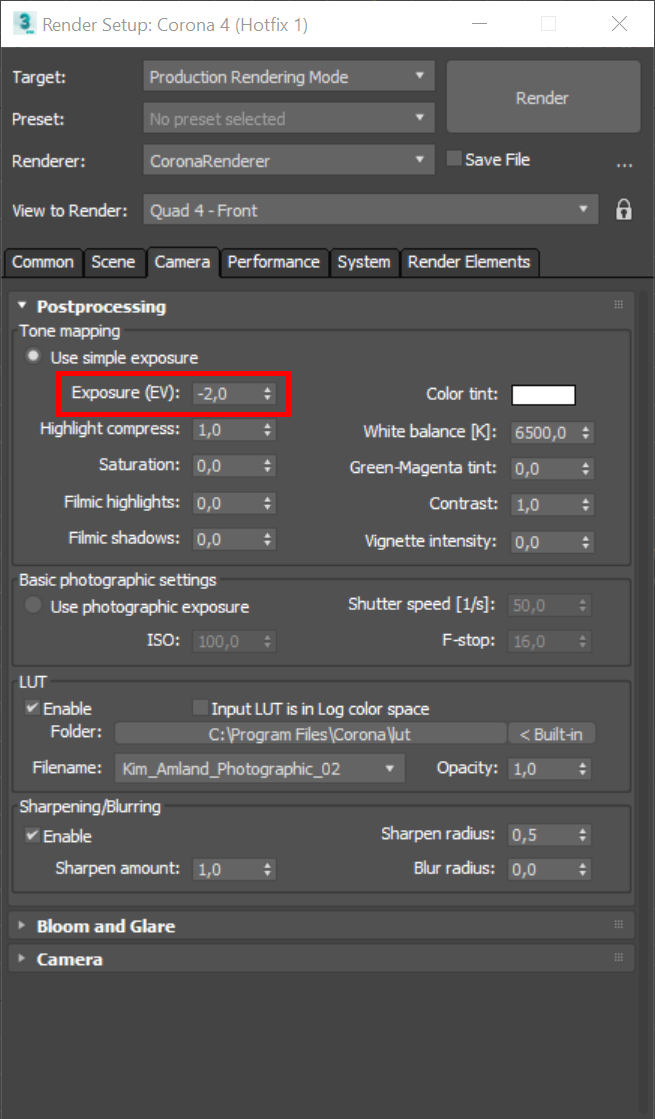 Render Setup: Corona 4 (Hotfix 1)
Target: Production Rendering Mode
Render
Preset: No preset selected
Renderer: CoronaRenderer
Save File ...
View to Render: Quad 4 - Front
Common Scene Camera Performance System Render Elements
Postprocessing
Tone mapping
Use simple exposure
Exposure (EV): -2,0 Color tint:
Highlight compress: 1,0 White balance [K]: 6500,0
Saturation: 0,0 Green-Magenta tint: 0,0
Filmic highlights: 0,0 Contrast: 1,0
Filmic shadows: 0,0 Vignette intensity: 0,0
Basic photographic settings
Use photographic exposure Shutter speed [1/s]: 50,0
ISO: 100,0 F-stop: 16,0
LUT
Enable Input LUT is in Log color space
Folder: C:\Program Files\Corona\lut < Built-in
Filename: Kim_Amland_Photographic_02 Opacity: 1,0
Sharpening/Blurring
Enable Sharpen radius: 0,5
Sharpen amount: 1,0 Blur radius: 0,0
Bloom and Glare
Camera